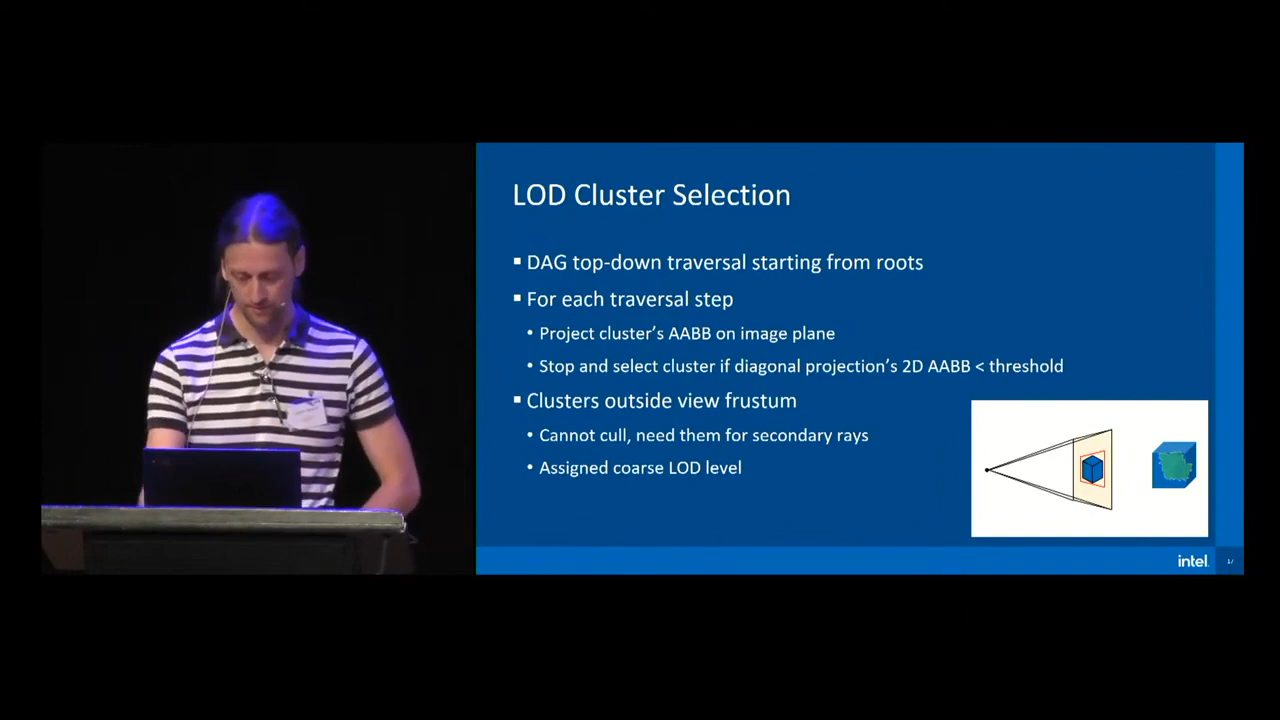 LOD Cluster Selection
▪ DAG top-down traversal starting from roots
▪ For each traversal step
• Project cluster's AABB on image plane
• Stop and select cluster if diagonal projection's 2D AABB < threshold
▪ Clusters outside view frustum
• Cannot cull, need them for secondary rays
• Assigned coarse LOD level
intel.
17